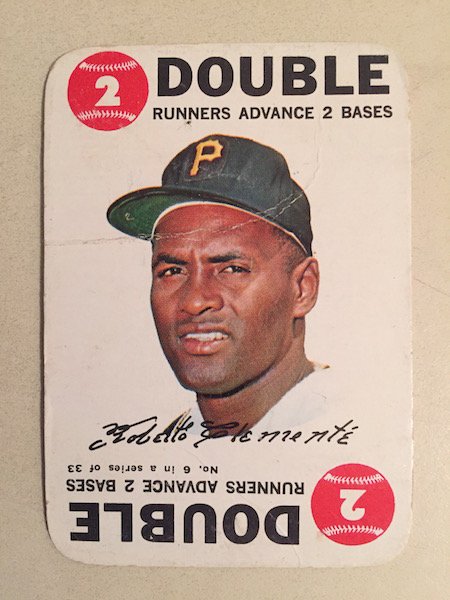 2 DOUBLE
RUNNERS ADVANCE 2 BASES
P
Roberto Clemente
No. 6 in a series of 33
RUNNERS ADVANCE 2 BASES
2 DOUBLE